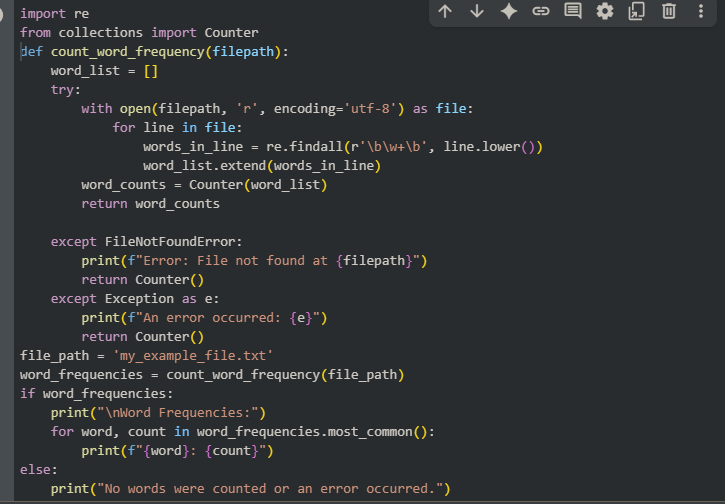 import re
from collections import Counter
def count_word_frequency(filepath):
    word_list = []
    try:
        with open(filepath, 'r', encoding='utf-8') as file:
            for line in file:
                words_in_line = re.findall(r'\b\w+\b', line.lower())
                word_list.extend(words_in_line)
        word_counts = Counter(word_list)
        return word_counts

    except FileNotFoundError:
        print(f"Error: File not found at {filepath}")
        return Counter()
    except Exception as e:
        print(f"An error occurred: {e}")
        return Counter()
file_path = 'my_example_file.txt'
word_frequencies = count_word_frequency(file_path)
if word_frequencies:
    print("\nWord Frequencies:")
    for word, count in word_frequencies.most_common():
        print(f"{word}: {count}")
else:
    print("No words were counted or an error occurred.")